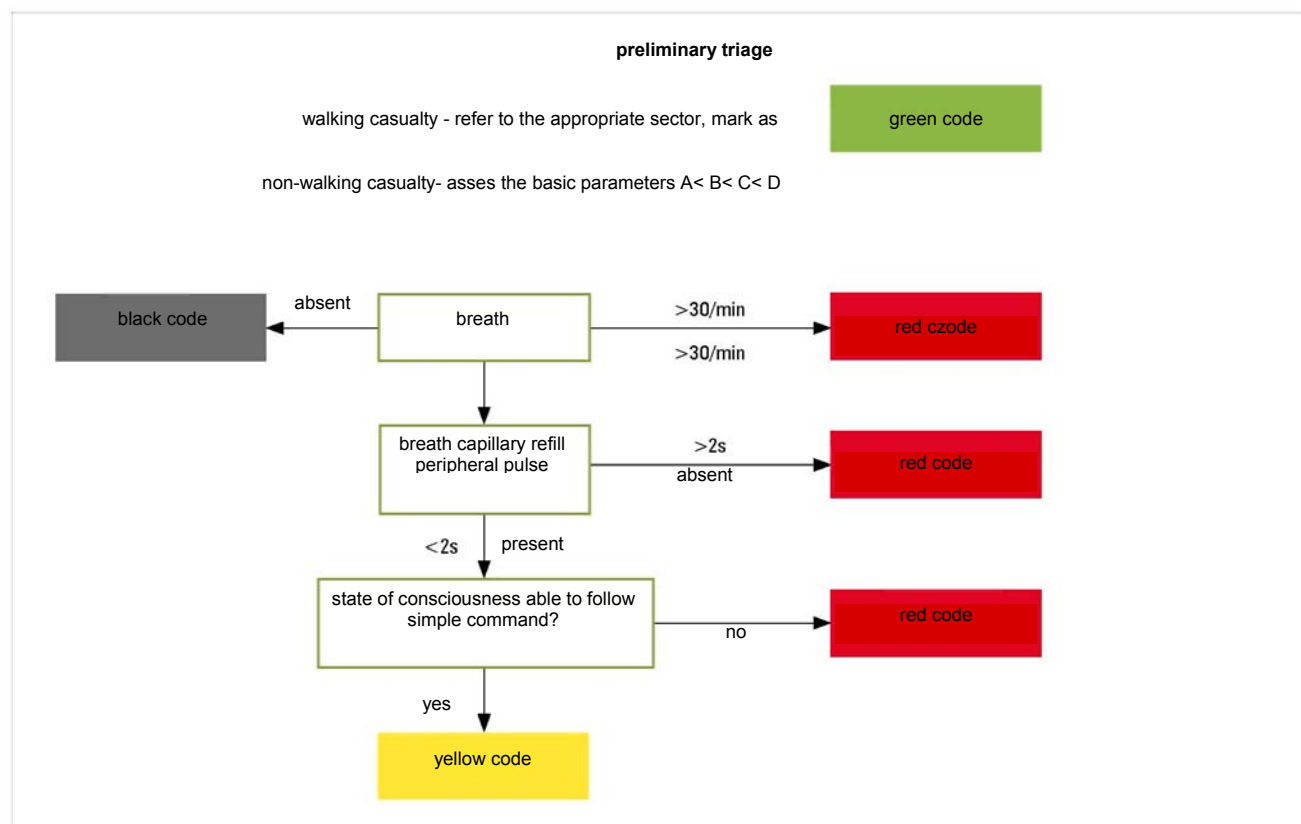 preliminary triage
walking casualty - refer to the appropriate sector, mark as
green code
non-walking casualty- asses the basic parameters A< B< C< D
black code
absent
breath
>30/min
>30/min
red czode
breath capillary refill
peripheral pulse
>2s
absent
red code
<2s
present
state of consciousness able to follow
simple command?
no
red code
yes
yellow code